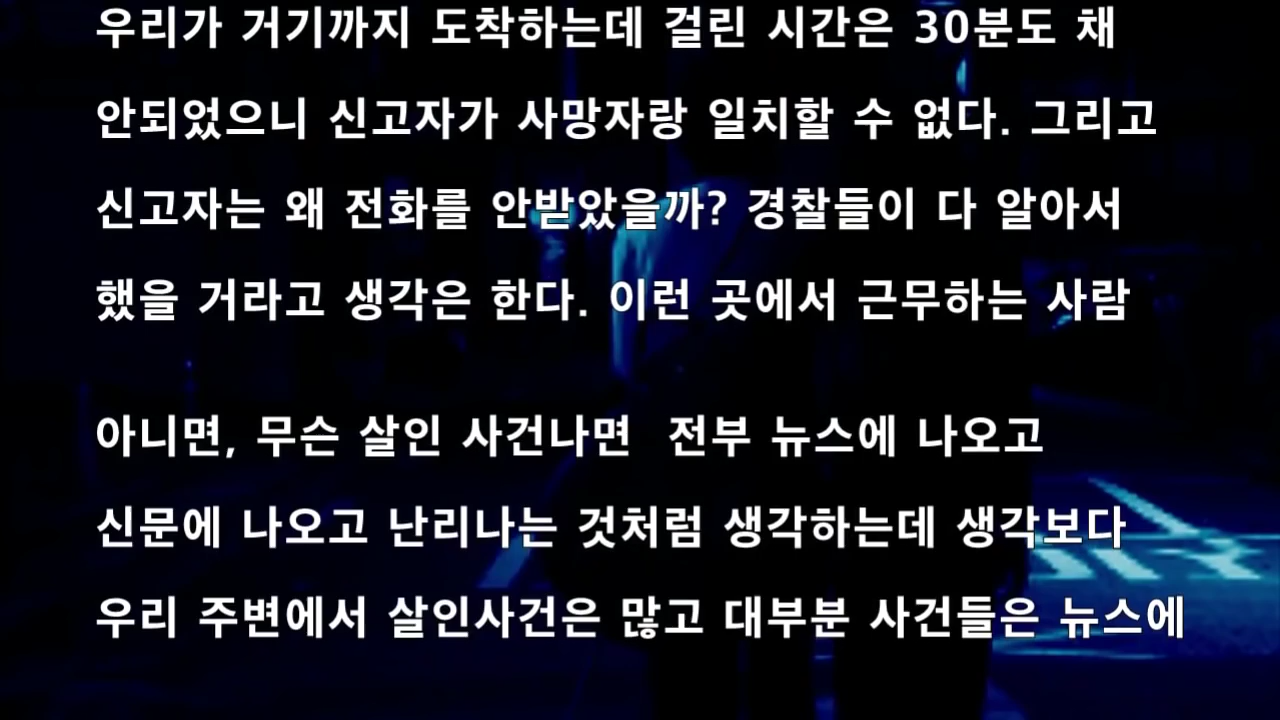 우리가 거기까지 도착하는데 걸린 시간은 30분도 채
안되었으니 신고자가 사망자랑 일치할 수 없다. 그리고
신고자는 왜 전화를 안받았을까? 경찰들이 다 알아서
했을 거라고 생각은 한다. 이런 곳에서 근무하는 사람
아니면, 무슨 살인 사건나면 전부 뉴스에 나오고
신문에 나오고 난리나는 것처럼 생각하는데 생각보다
우리 주변에서 살인사건은 많고 대부분 사건들은 뉴스에